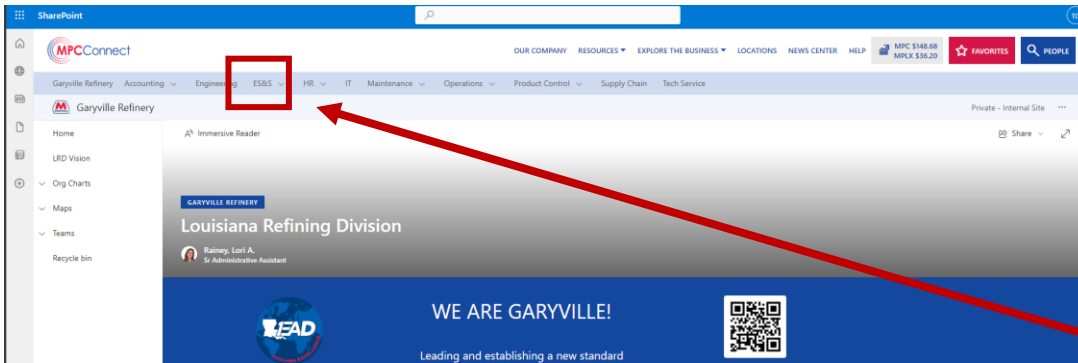 SharePoint
MPCConnect
OUR COMPANY RESOURCES EXPLORE THE BUSINESS LOCATIONS NEWS CENTER HELP
MPC $148.68
MPLX $36.20
FAVORITES
PEOPLE
Garyville Refinery Accounting Engineering ES&S HR IT Maintenance Operations Product Control Supply Chain Tech Service
Garyville Refinery
Private - Internal Site
Home
Immersive Reader
Share
LRD Vision
Org Charts
Maps
Teams
Recycle bin
GARYVILLE REFINERY
Louisiana Refining Division
Rainey, Lori A.
Sr Administrative Assistant
WE ARE GARYVILLE!
LEAD
Leading and establishing a new standard